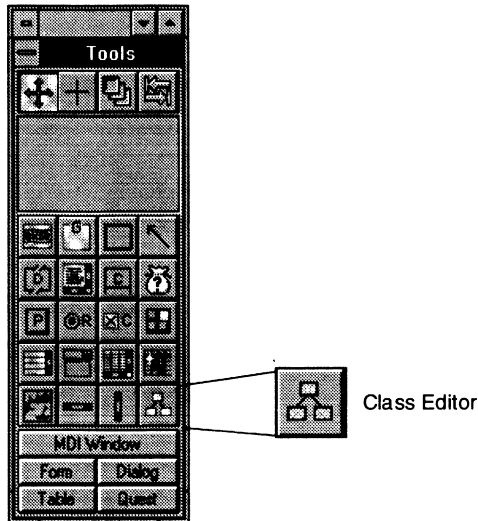 Tools
G
D
C
?
P
R
C
Class Editor
MDI Window
Form Dialog
Table Quest